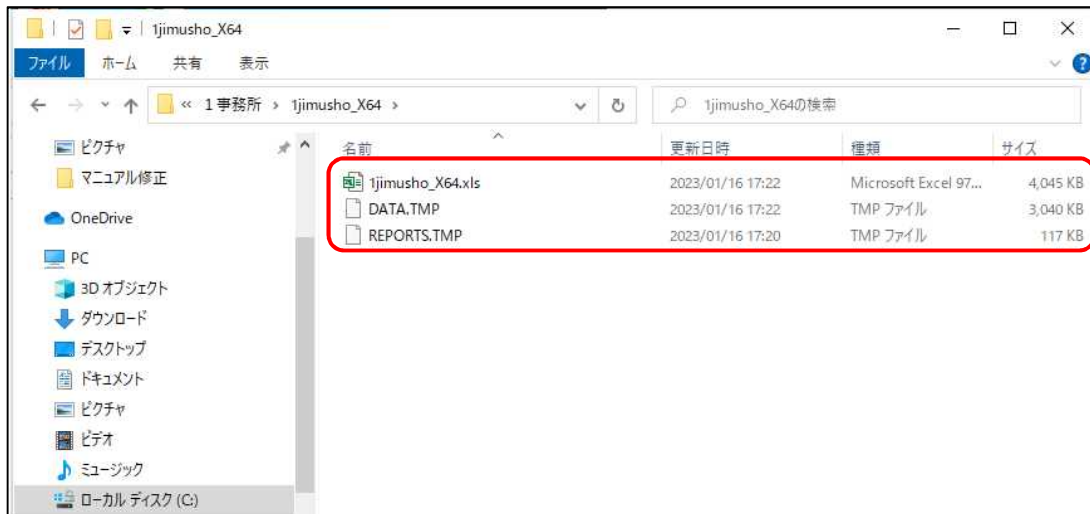 1jimusho_X64
ファイル ホーム 共有 表示
« 1 事務所 › 1jimusho_X64 › 1jimusho_X64の検索
名前 更新日時 種類 サイズ
1jimusho_X64.xls 2023/01/16 17:22 Microsoft Excel 97... 4,045 KB
DATA.TMP 2023/01/16 17:22 TMP ファイル 3,040 KB
REPORTS.TMP 2023/01/16 17:20 TMP ファイル 117 KB
ピクチャ
マニュアル修正
OneDrive
PC
3D オブジェクト
ダウンロード
デスクトップ
ドキュメント
ピクチャ
ビデオ
ミュージック
ローカル ディスク (C:)